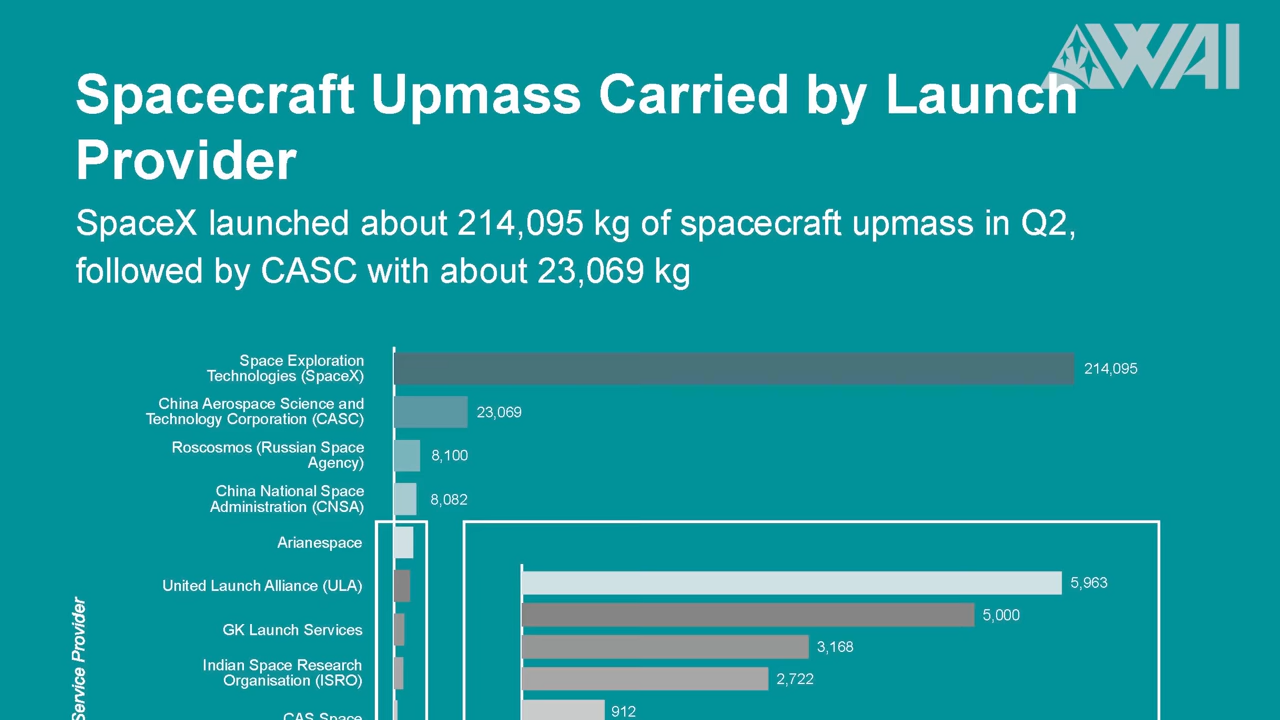 AWAI
Spacecraft Upmass Carried by Launch
Provider
SpaceX launched about 214,095 kg of spacecraft upmass in Q2,
followed by CASC with about 23,069 kg
Space Exploration
Technologies (SpaceX)
214,095
China Aerospace Science and
Technology Corporation (CASC)
23,069
Roscosmos (Russian Space
Agency)
8,100
China National Space
Administration (CNSA)
8,082
Arianespace
5,963
United Launch Alliance (ULA)
5,000
GK Launch Services
3,168
Indian Space Research
Organisation (ISRO)
2,722
CAS Space
912
Service Provider